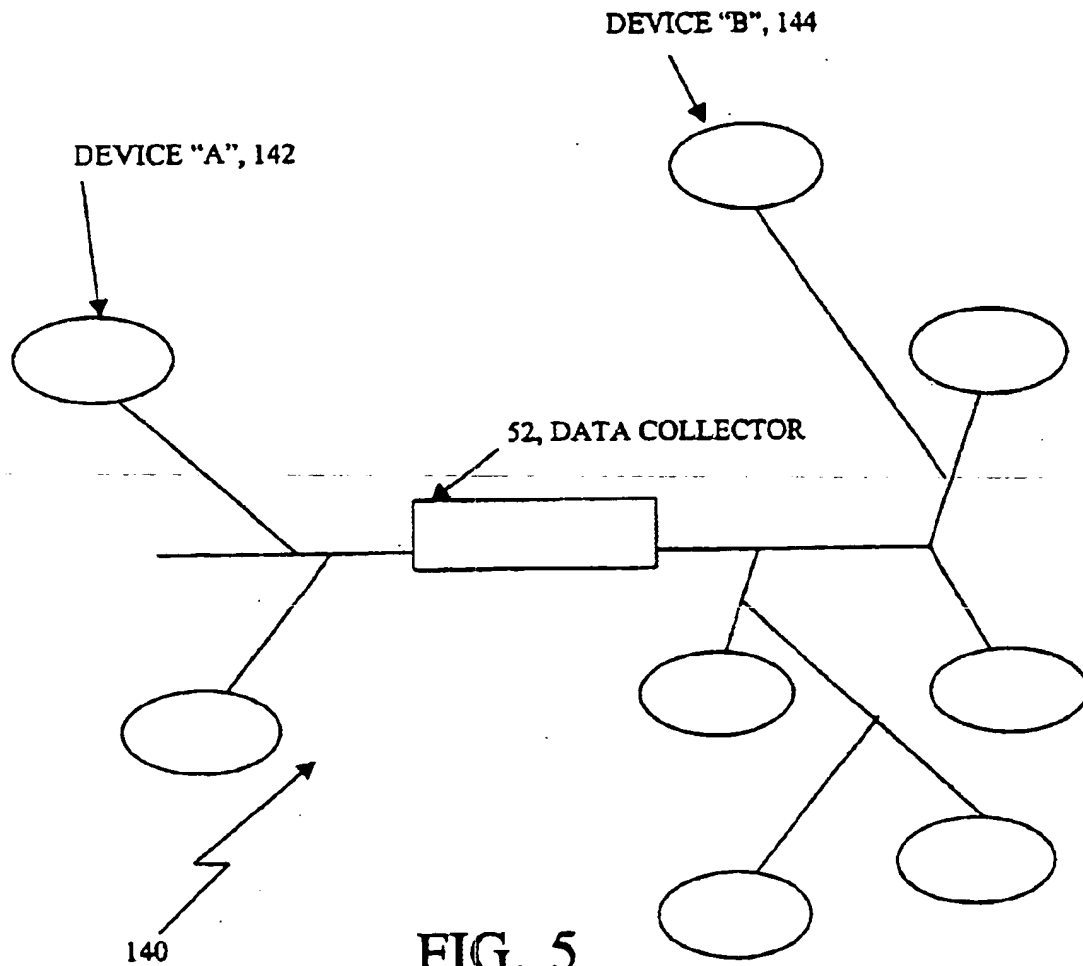 DEVICE "B", 144
DEVICE "A", 142
52, DATA COLLECTOR
140
FIG. 5